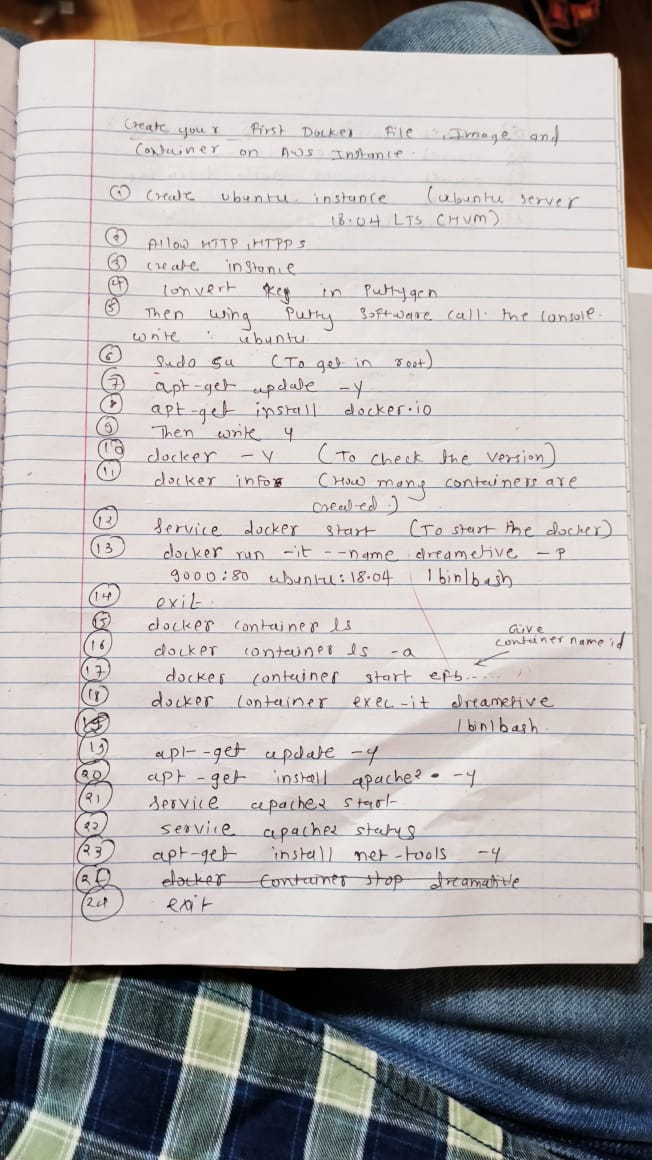 Create your First Docker File, Image and
Container on AWS Instance.
① Create ubuntu instance (ubuntu server
18.04 LTS (HVM)
② Allow HTTP, HTPPS
③ create instance
④ convert key in Puttygen
⑤ Then using Putty software call the console.
write : ubuntu.
⑥ Sudo su (To get in root)
⑦ apt-get update -y
⑧ apt-get install docker.io
⑨ Then write y
⑩ docker -v (To check the version)
⑪ docker info (How many containers are
created.)
⑫ Service docker start (To start the docker)
⑬ docker run -it --name dreametive -p
9000:80 ubuntu:18.04 /bin/bash
⑭ exit.
⑮ docker container ls
⑯ docker container ls -a
Give
container name id
⑰ docker container start efb.....
⑱ docker container exec -it dreametive
/bin/bash.
⑲ apt-get update -y
⑳ apt-get install apache2 -y
㉑ service apache2 start
㉒ service apache2 status
㉓ apt-get install net-tools -y
docker container stop dreamative
㉔ exit